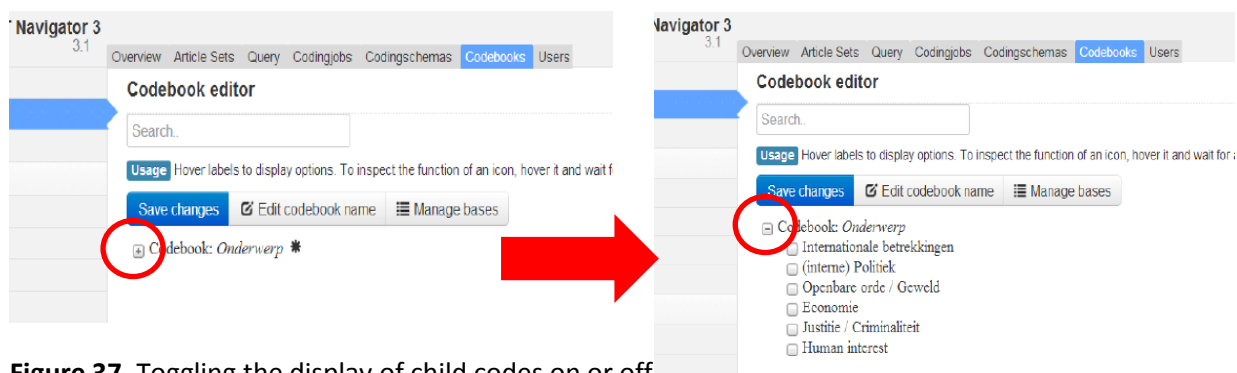 Navigator 3
3.1
Overview Article Sets Query Codingjobs Codingschemas Codebooks Users
Codebook editor
Search..
Usage Hover labels to display options. To inspect the function of an icon, hover it and wait f
Save changes Edit codebook name Manage bases
Codebook: Onderwerp ✱
Navigator 3
3.1
Overview Article Sets Query Codingjobs Codingschemas Codebooks Users
Codebook editor
Search..
Usage Hover labels to display options. To inspect the function of an icon, hover it and wait for
Save changes Edit codebook name Manage bases
Codebook: Onderwerp
Internationale betrekkingen
(interne) Politiek
Openbare orde / Geweld
Economie
Justitie / Criminaliteit
Human interest
Figure 37. Toggling the display of child codes on or off